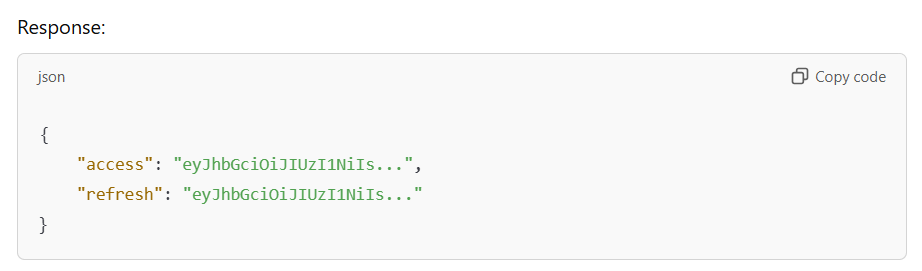 Response:
json
Copy code
{
"access": "eyJhbGciOiJIUzI1NiIs...",
"refresh": "eyJhbGciOiJIUzI1NiIs..."
}